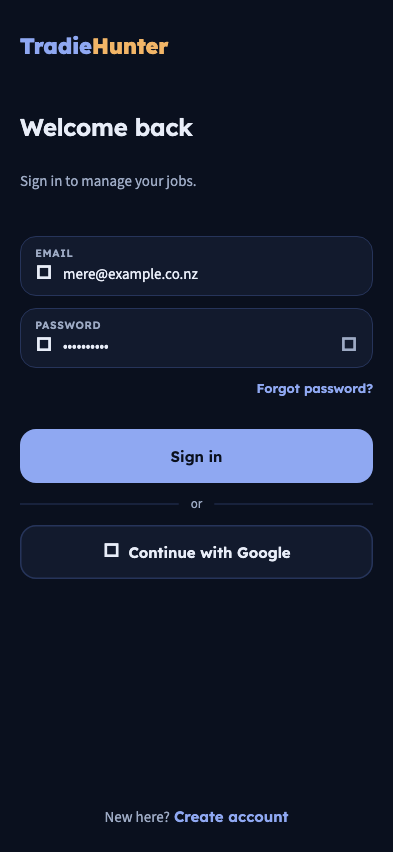 TradieHunter
Welcome back
Sign in to manage your jobs.
EMAIL
mere@example.co.nz
PASSWORD
••••••••••
Forgot password?
Sign in
or
Continue with Google
New here? Create account